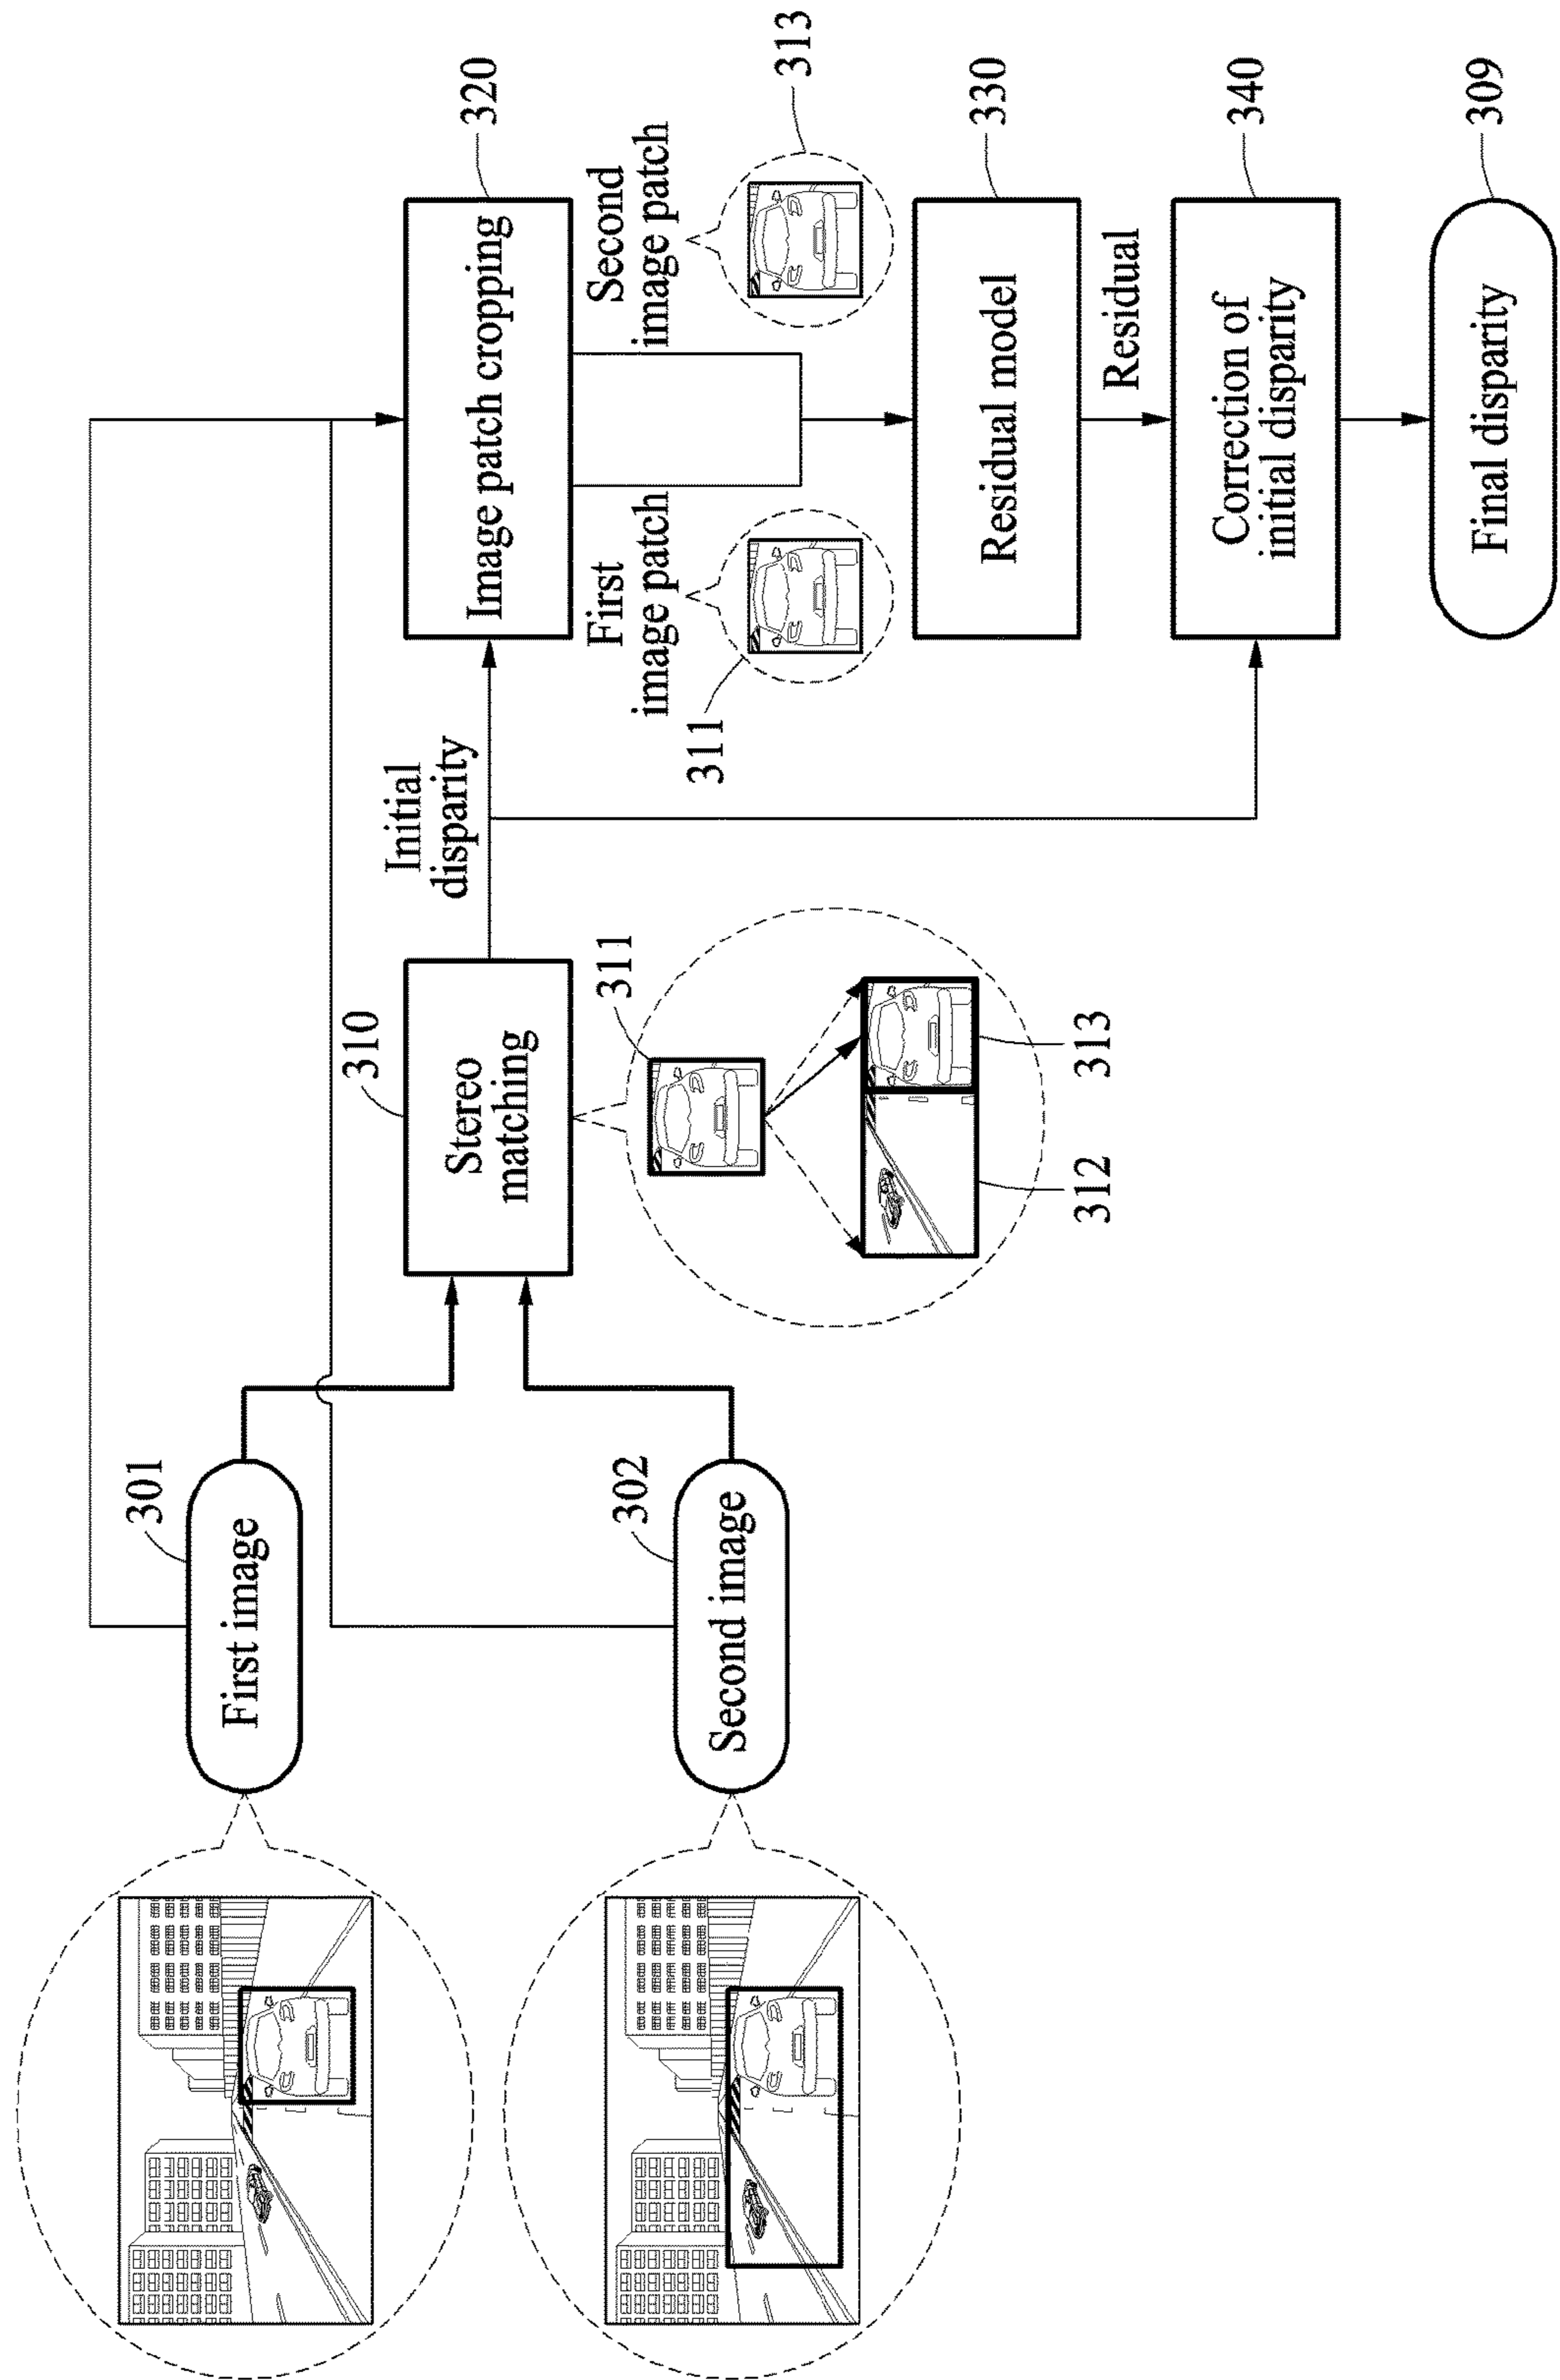 301
First image
302
Second image
310
Stereo
matching
311
312
313
Initial
disparity
320
Image patch cropping
First
image patch
311
Second
image patch
313
Residual model
330
Residual
Correction of
initial disparity
340
Final disparity
309